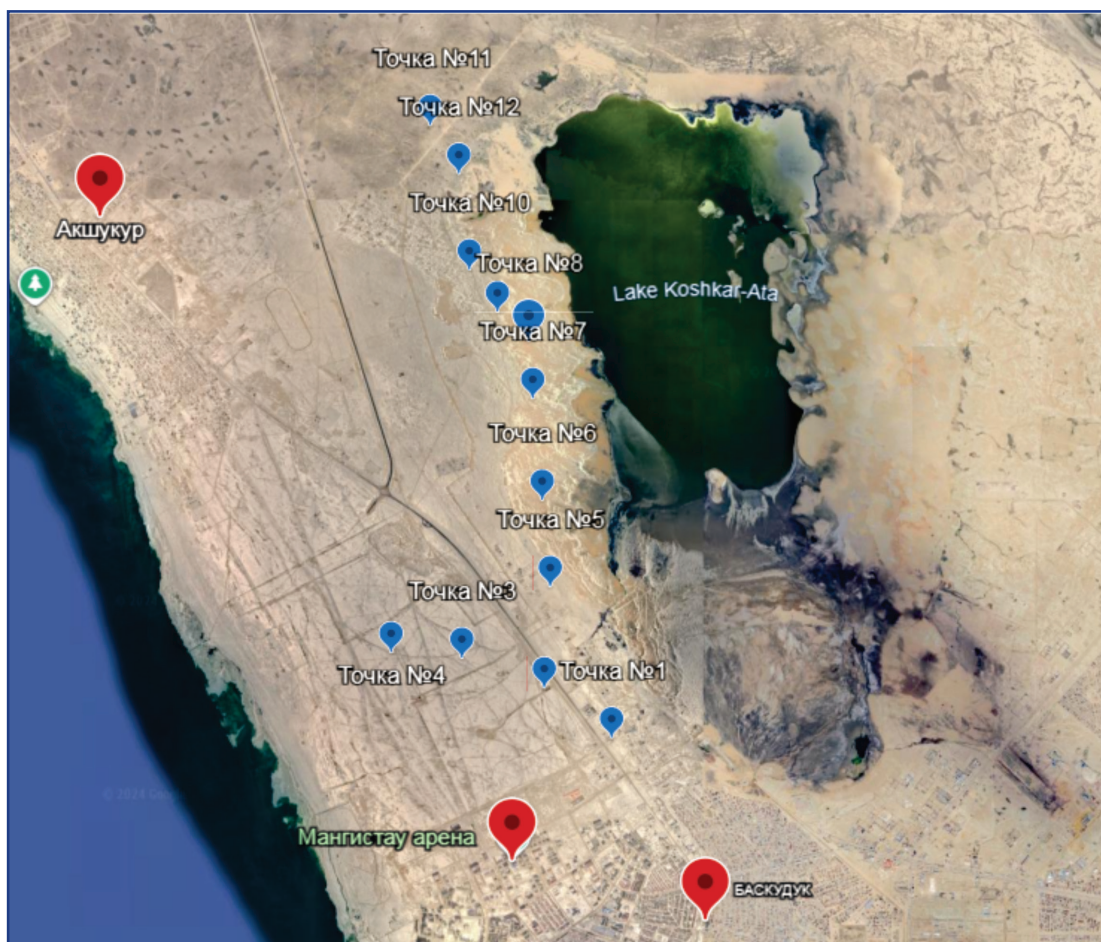 Точка №11
Точка №12
Акшукур
Точка №10
Точка №8
Lake Koshkar-Ata
Точка №7
Точка №6
Точка №5
Точка №3
Точка №4
Точка №1
© 2024
Мангистау арена
БАСКУДУК